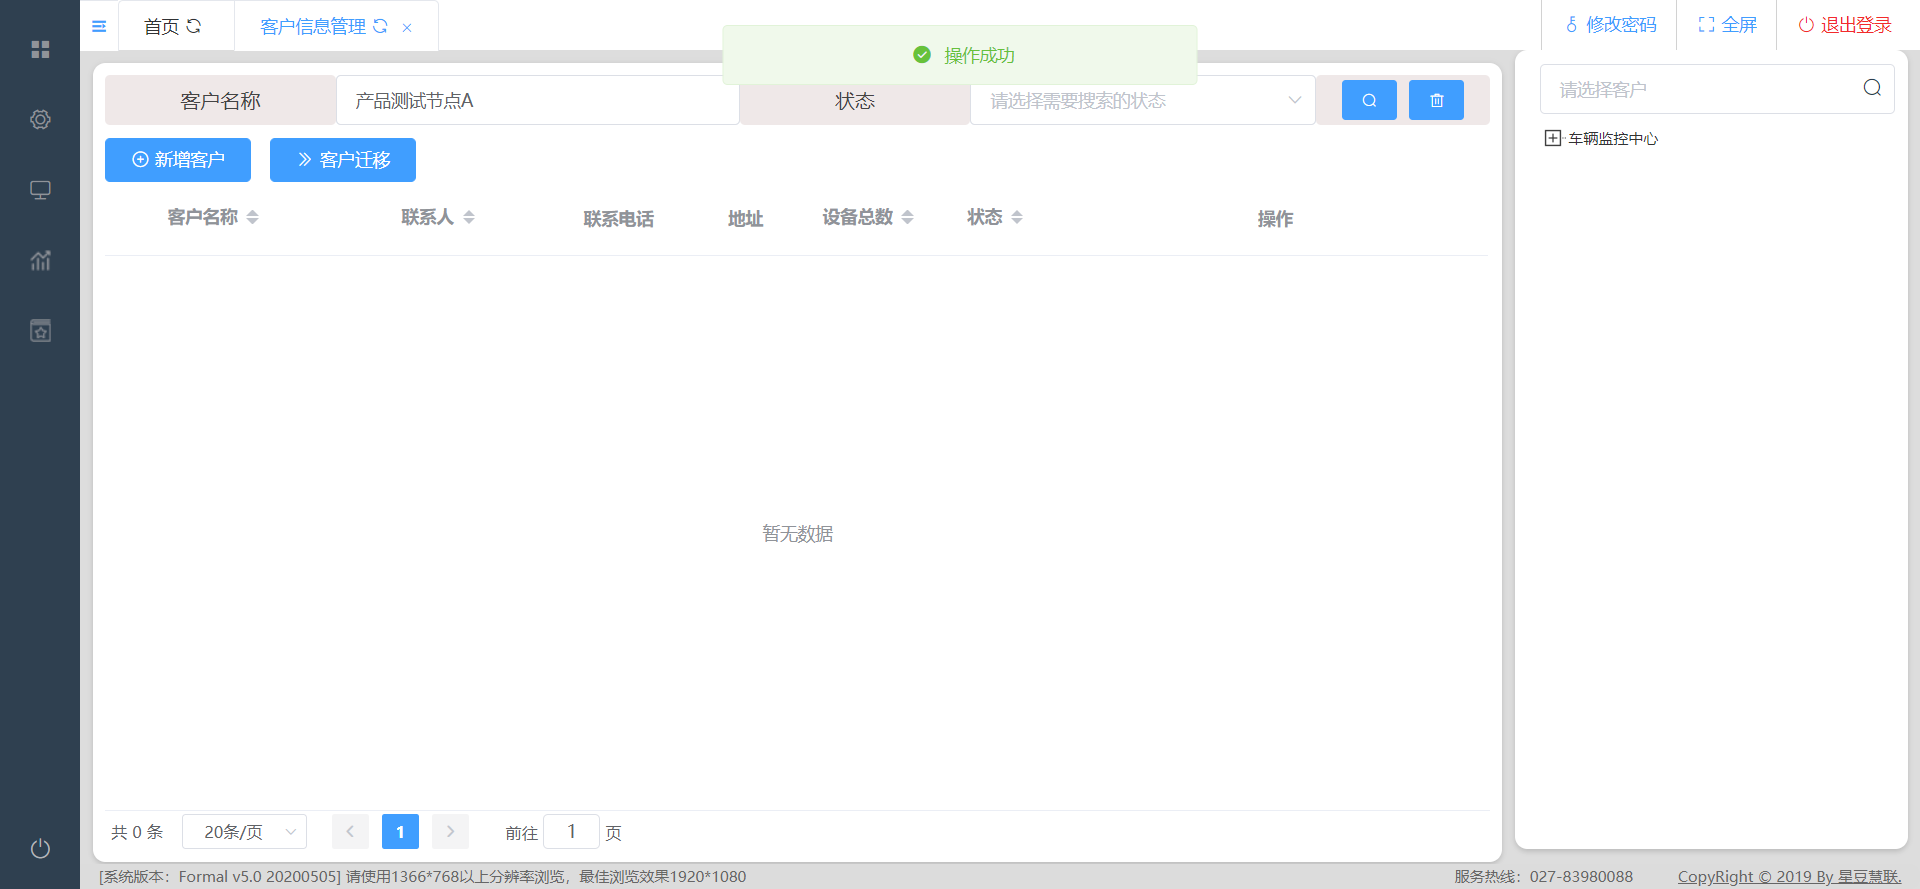 首页
客户信息管理
操作成功
修改密码
全屏
退出登录
客户名称
产品测试节点A
状态
请选择需要搜索的状态
请选择客户
车辆监控中心
新增客户
客户迁移
客户名称
联系人
联系电话
地址
设备总数
状态
操作
暂无数据
共 0 条
20条/页
1
前往
1
页
[系统版本：Formal v5.0 20200505] 请使用1366*768以上分辨率浏览，最佳浏览效果1920*1080
服务热线：027-83980088
CopyRight © 2019 By 星豆慧联.